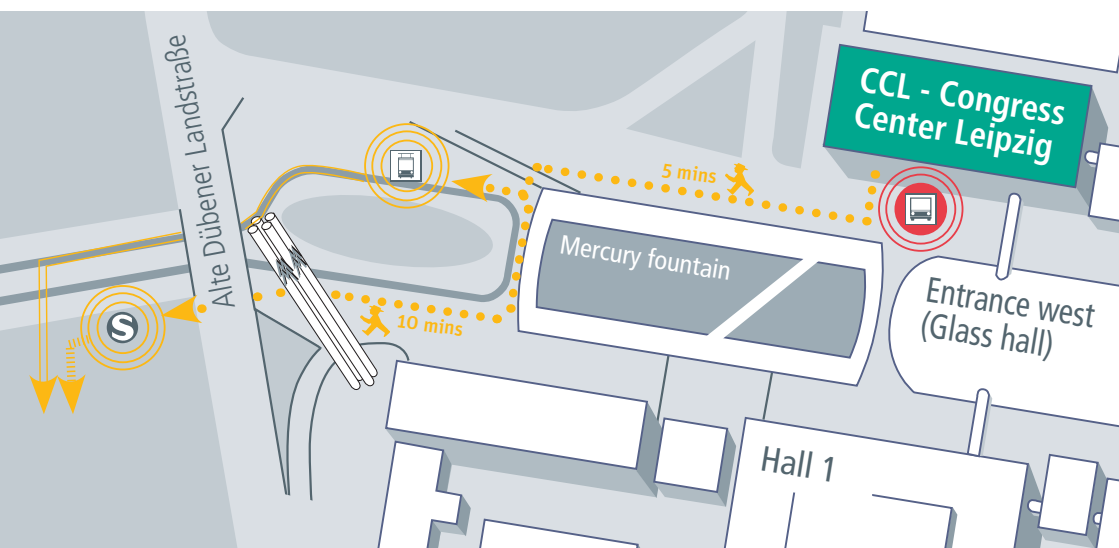 Alte Dübener Landstraße
CCL - Congress
Center Leipzig
5 mins
Mercury fountain
Entrance west
(Glass hall)
S
10 mins
Hall 1